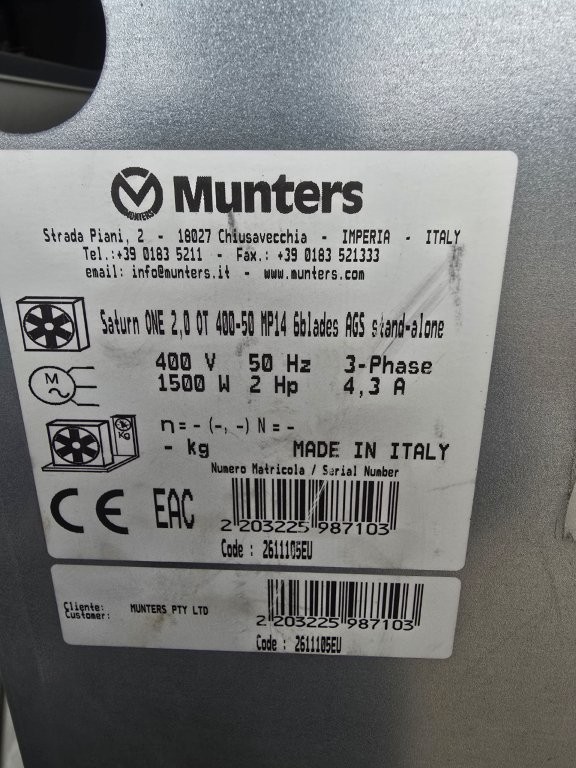 MUNTERS
Munters
Strada Piani, 2 - 18027 Chiusavecchia - IMPERIA - ITALY
Tel.:+39 0183 5211 - Fax.: +39 0183 521333
email: info@munters.it - www.munters.com
Saturn ONE 2,0 OT 400-50 MP14 6blades AGS stand-alone
M
400 V 50 Hz 3-Phase
1500 W 2 Hp 4,3 A
KG
η = - (-, -) N = -
- kg MADE IN ITALY
Numero Matricola / Serial Number
CE EAC
2 203225 987103
Code : 2611105EU
Cliente:
Customer: MUNTERS PTY LTD
2 203225 987103
Code : 2611105EU